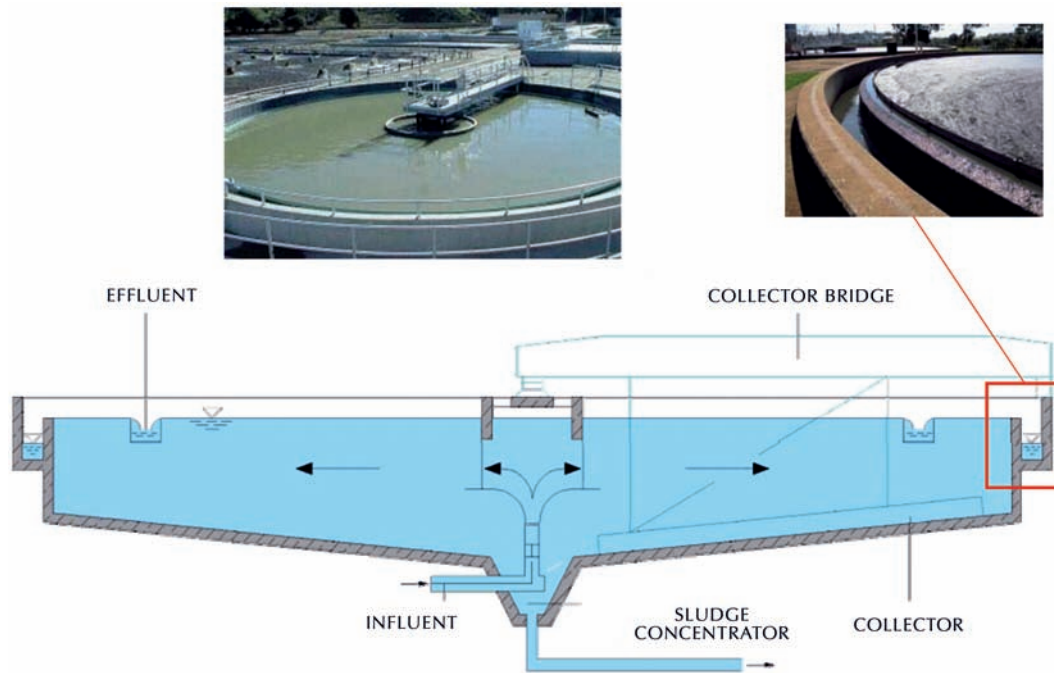 EFFLUENT
COLLECTOR BRIDGE
INFLUENT
SLUDGE
CONCENTRATOR
COLLECTOR